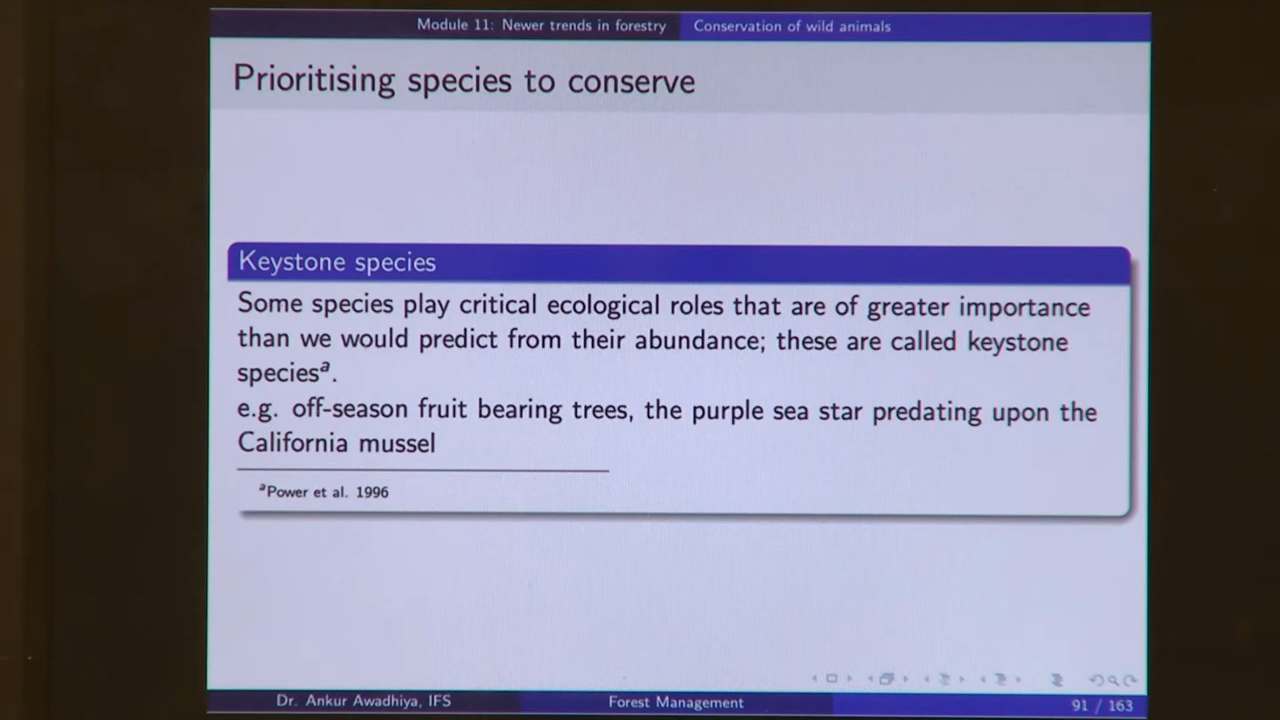 Module 11: Newer trends in forestry
Conservation of wild animals
Prioritising species to conserve
Keystone species
Some species play critical ecological roles that are of greater importance
than we would predict from their abundance; these are called keystone
speciesᵃ.
e.g. off-season fruit bearing trees, the purple sea star predating upon the
California mussel
ᵃPower et al. 1996
Dr. Ankur Awadhiya, IFS
Forest Management
91 / 163